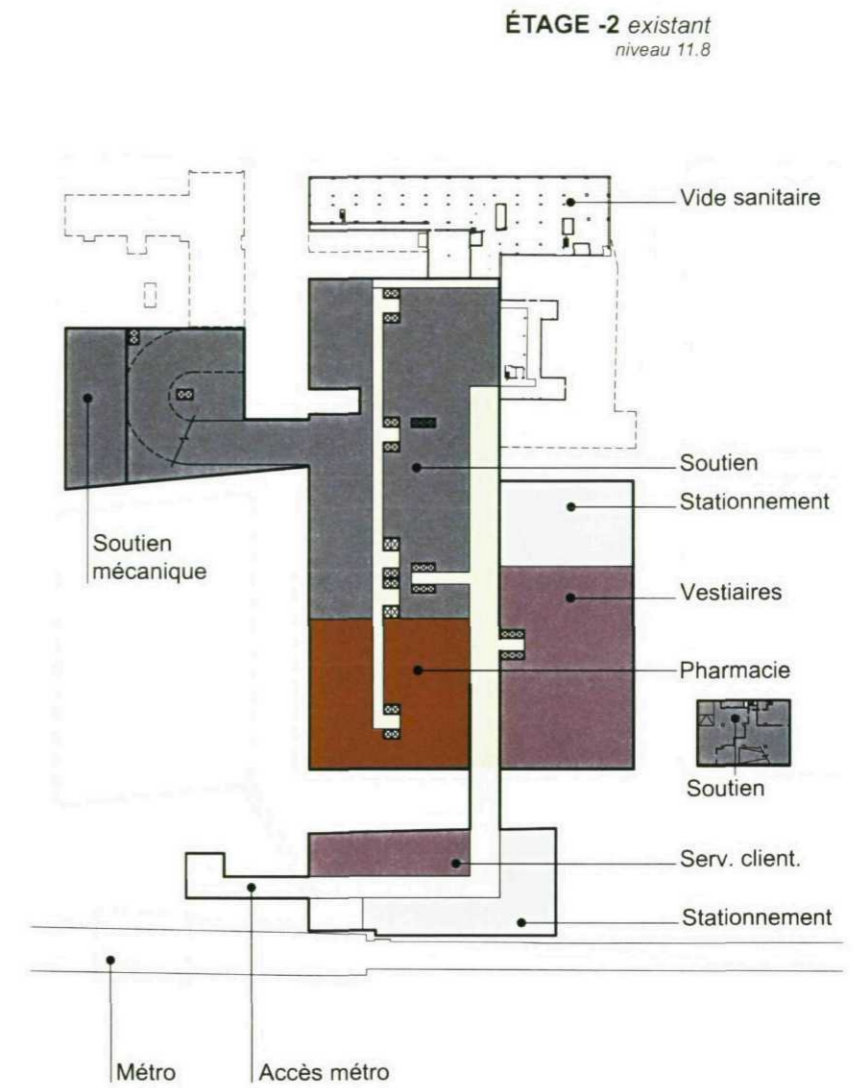 ÉTAGE -2 existant
niveau 11.8
Vide sanitaire
Soutien
Stationnement
Soutien
mécanique
Vestiaires
Pharmacie
Soutien
Serv. client.
Stationnement
Métro
Accès métro